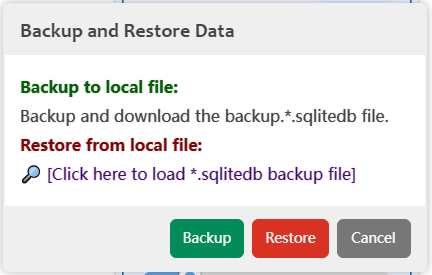 Backup and Restore Data
Backup to local file:
Backup and download the backup.*.sqlitedb file.
Restore from local file:
[Click here to load *.sqlitedb backup file]
Backup Restore Cancel